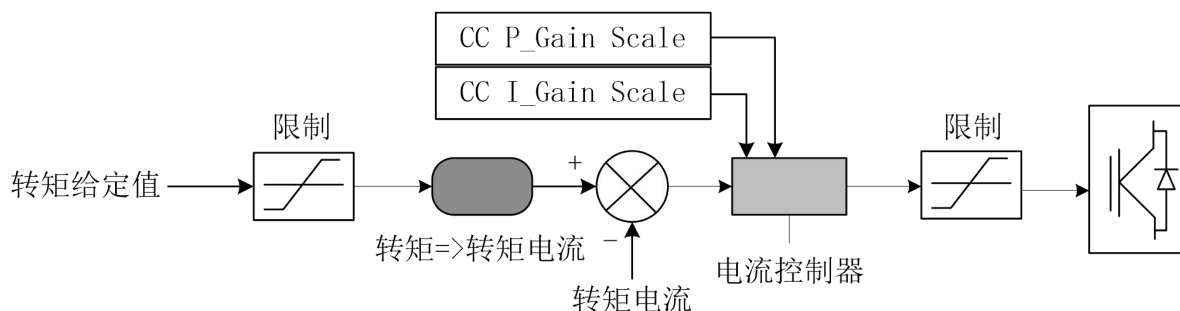 CC P_Gain Scale
CC I_Gain Scale
限制
限制
转矩给定值
+
转矩=>转矩电流
−
电流控制器
转矩电流